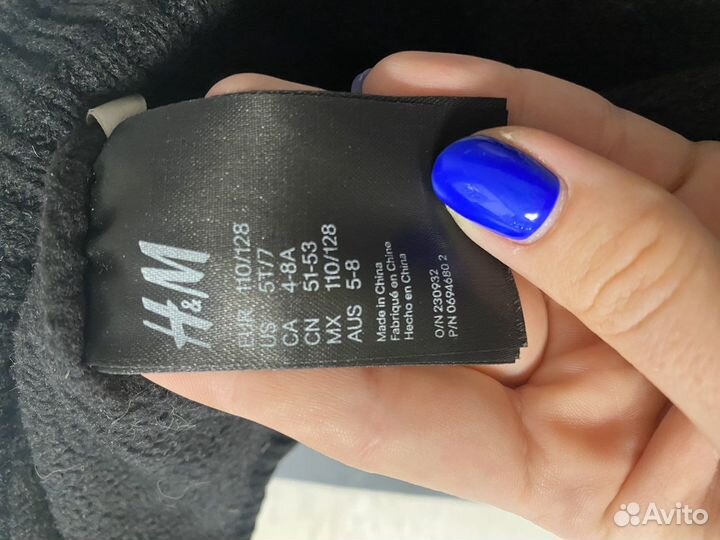 H&M
EUR 110/128
US 5T/7
CA 4-8A
CN 51-53
MX 110/128
AUS 5-8
Made in China
Fabriqué en Chine
Hecho en China
O/N 230932
P/N 0694680 2
Avito